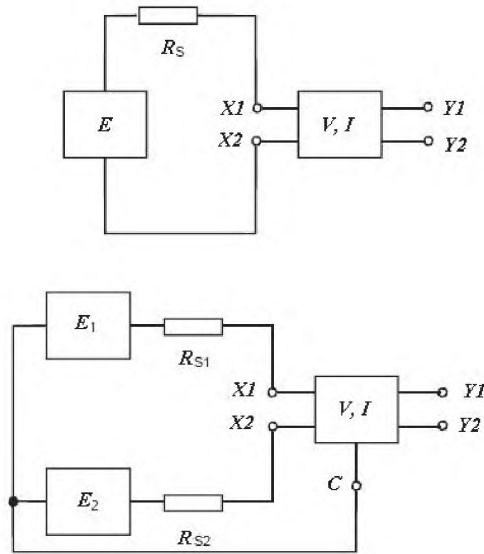 R_S
E
X1
X2
V, I
Y1
Y2
E_1
R_S1
X1
X2
V, I
Y1
Y2
C
E_2
R_S2